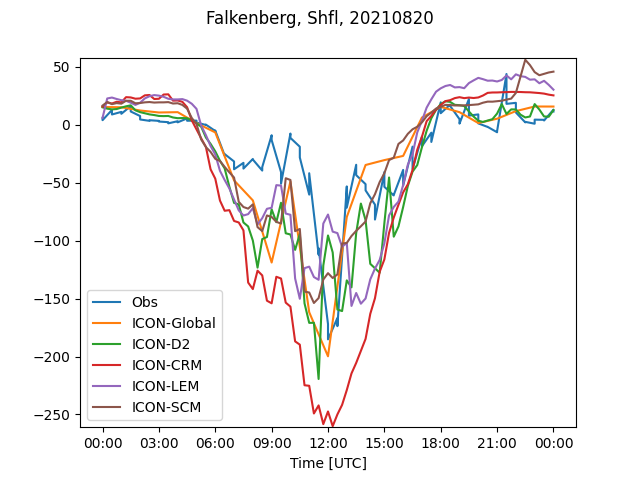 Falkenberg, Shfl, 20210820
50
0
−50
−100
−150
−200
−250
Obs
ICON-Global
ICON-D2
ICON-CRM
ICON-LEM
ICON-SCM
00:00 03:00 06:00 09:00 12:00 15:00 18:00 21:00 00:00
Time [UTC]